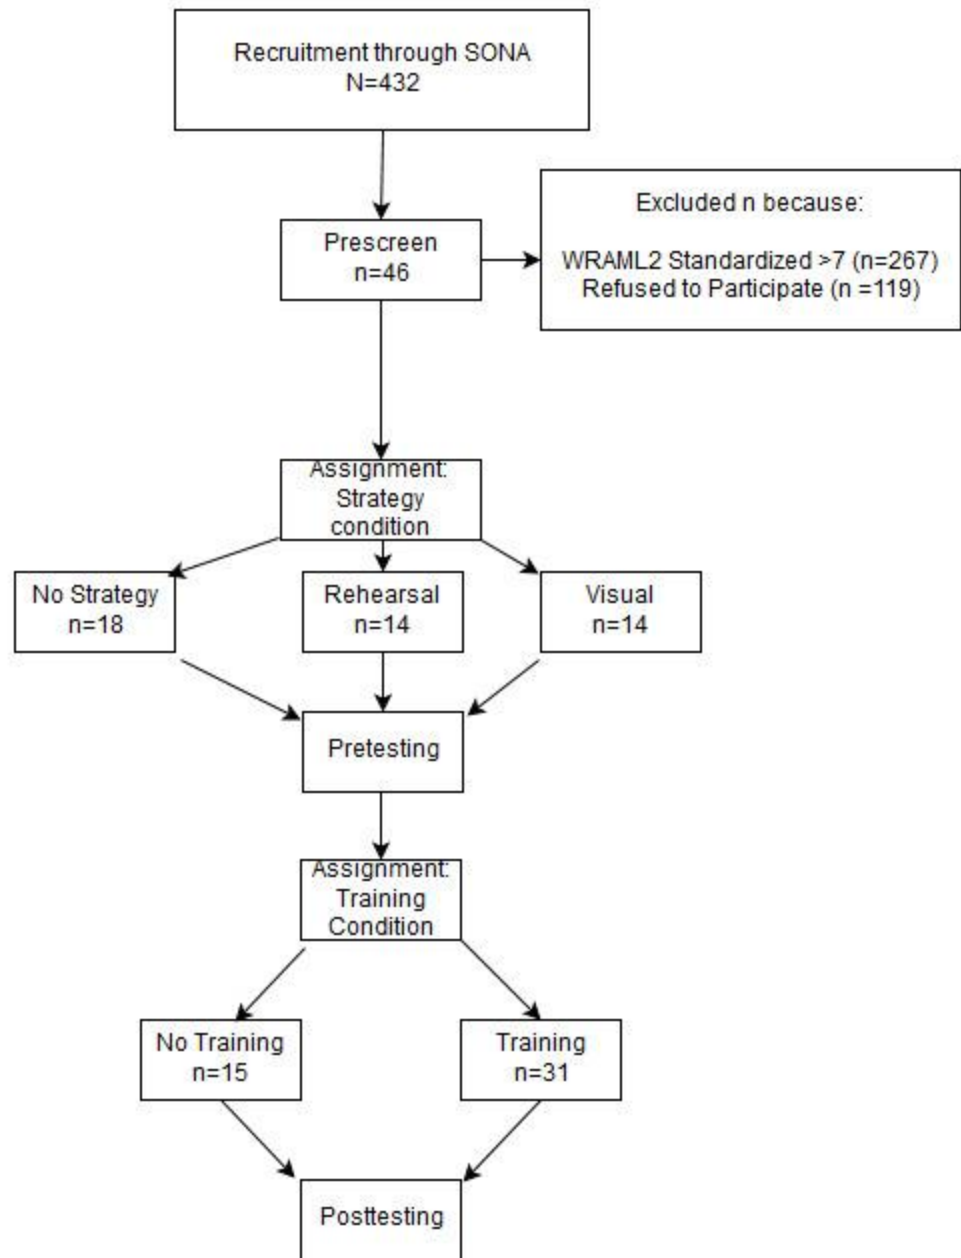 Recruitment through SONA
N=432
Excluded n because:
Prescreen
n=46
WRAML2 Standardized >7 (n=267)
Refused to Participate (n =119)
Assignment:
Strategy
condition
No Strategy
n=18
Rehearsal
n=14
Visual
n=14
Pretesting
Assignment:
Training
Condition
No Training
n=15
Training
n=31
Posttesting